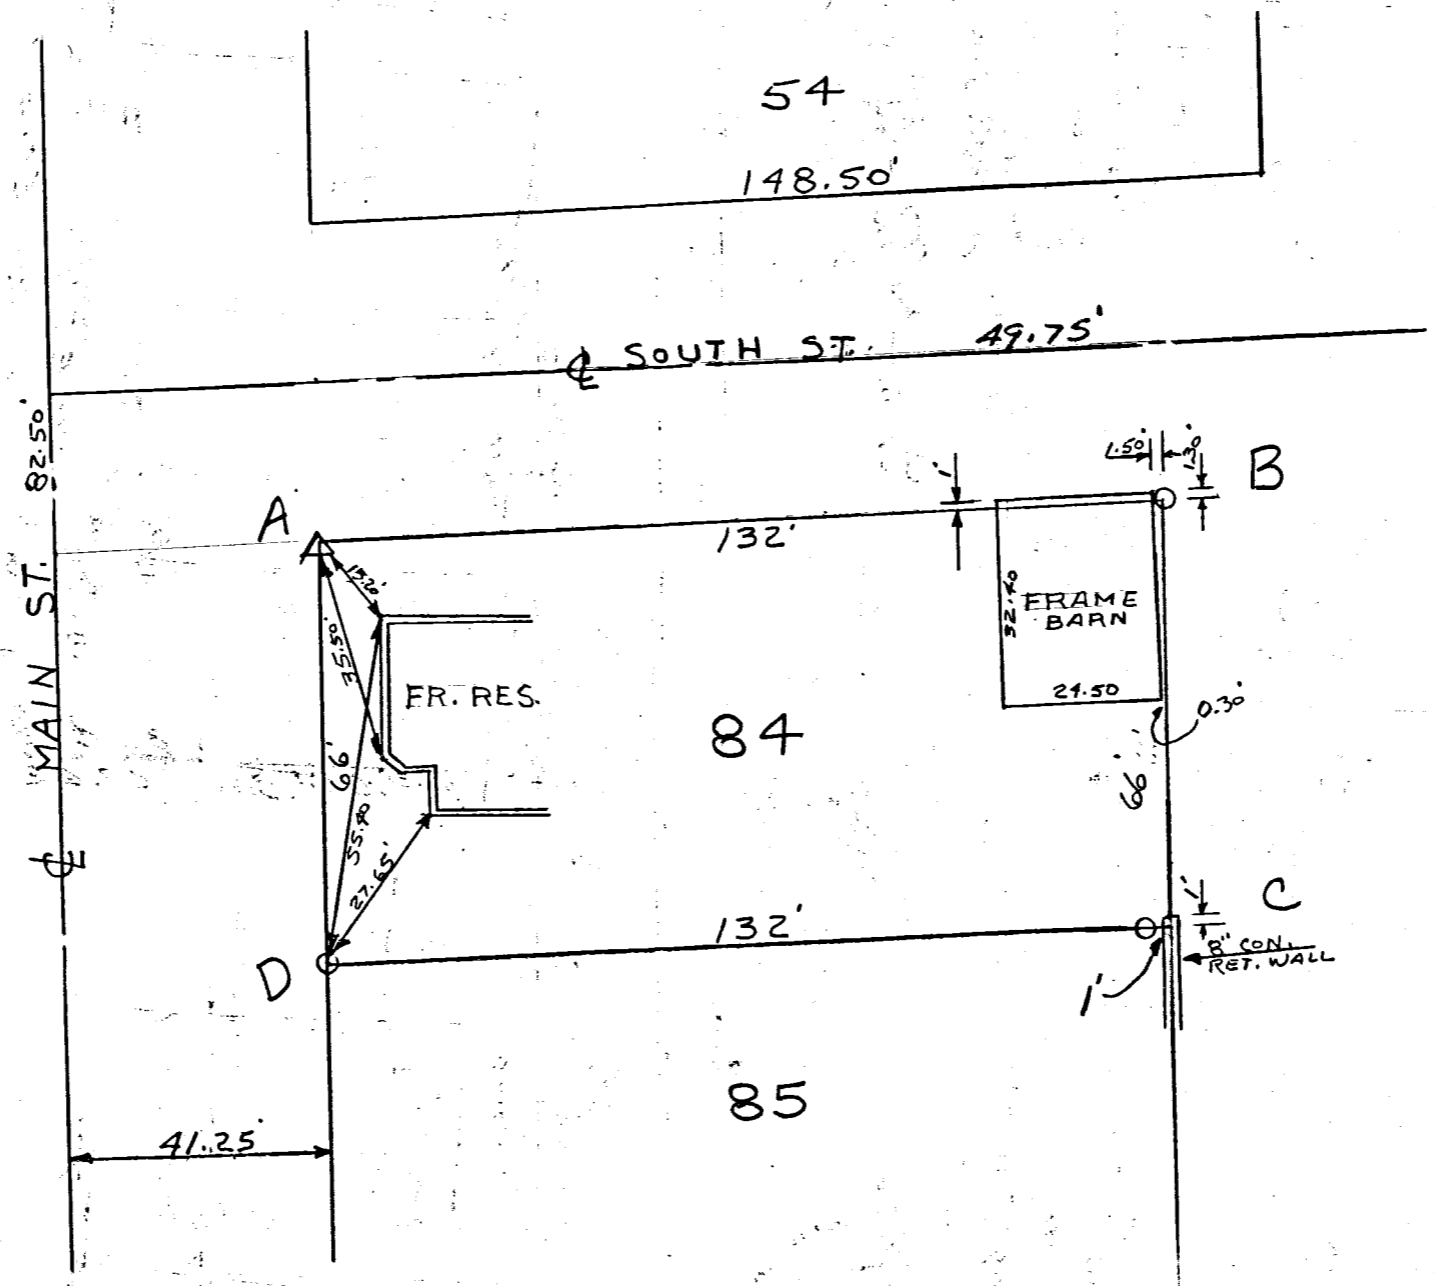 54
148.50'
℄ SOUTH ST. 49.75'
82.50'
MAIN ST.
℄
A
B
1.50'
1.30'
1'
132'
15.20'
35.50'
66'
55.40
27.65'
FR. RES.
32.40
FRAME
BARN
24.50
0.30'
84
66'
1'
C
8" CON.
RET. WALL
132'
D
1'
41.25'
85